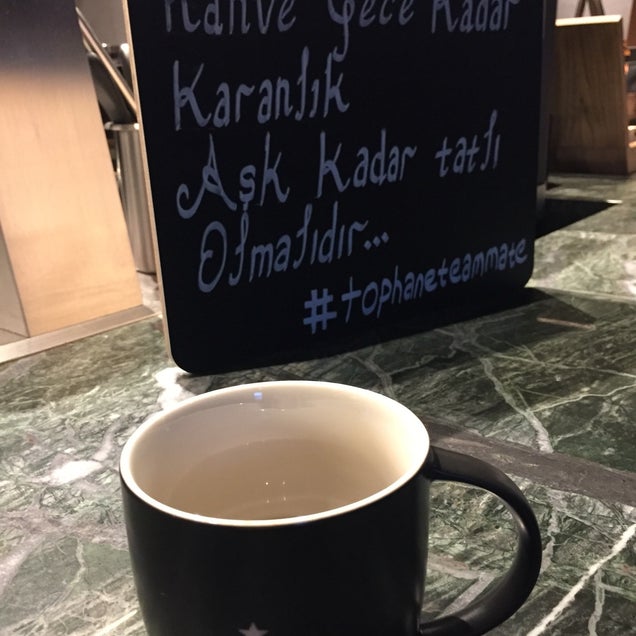 Kahve Gece Kadar
Karanlık
Aşk Kadar tatlı
Olmalıdır...
#tophaneteammate